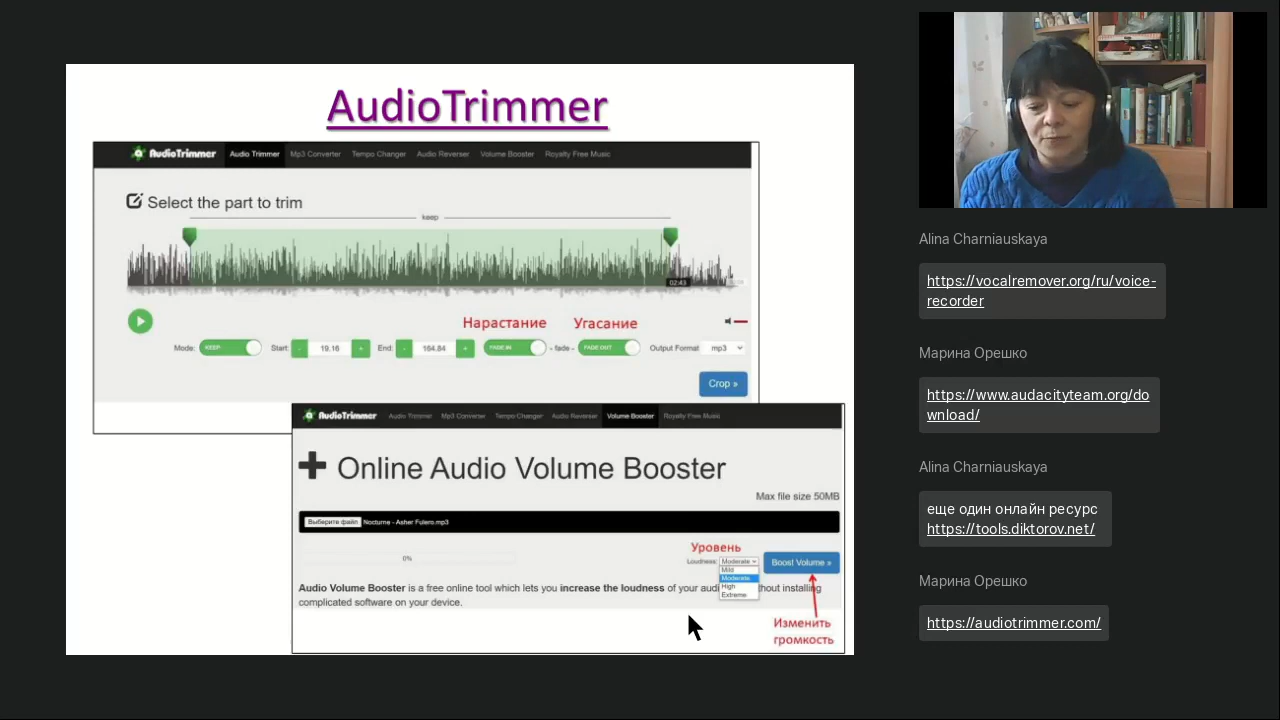 AudioTrimmer
AudioTrimmer Audio Trimmer Mp3 Converter Tempo Changer Audio Reverser Volume Booster Royalty Free Music
Select the part to trim
keep
02:43
Нарастание Угасание
Mode: KEEP Start: - 19.16 + End: - 164.84 + FADE IN - fade - FADE OUT Output Format mp3
Crop »
AudioTrimmer Audio Trimmer Mp3 Converter Tempo Changer Audio Reverser Volume Booster Royalty Free Music
Online Audio Volume Booster
Max file size 50MB
Выберите файл Nocturne - Asher Fulero.mp3
Уровень
0% Loudness: Moderate Boost Volume »
Mild
Moderate
High
Extreme
Audio Volume Booster is a free online tool which lets you increase the loudness of your installing
complicated software on your device.
Изменить
громкость
Alina Charniauskaya
https://vocalremover.org/ru/voice-
recorder
Марина Орешко
https://www.audacityteam.org/do
wnload/
Alina Charniauskaya
еще один онлайн ресурс
https://tools.diktorov.net/
Марина Орешко
https://audiotrimmer.com/